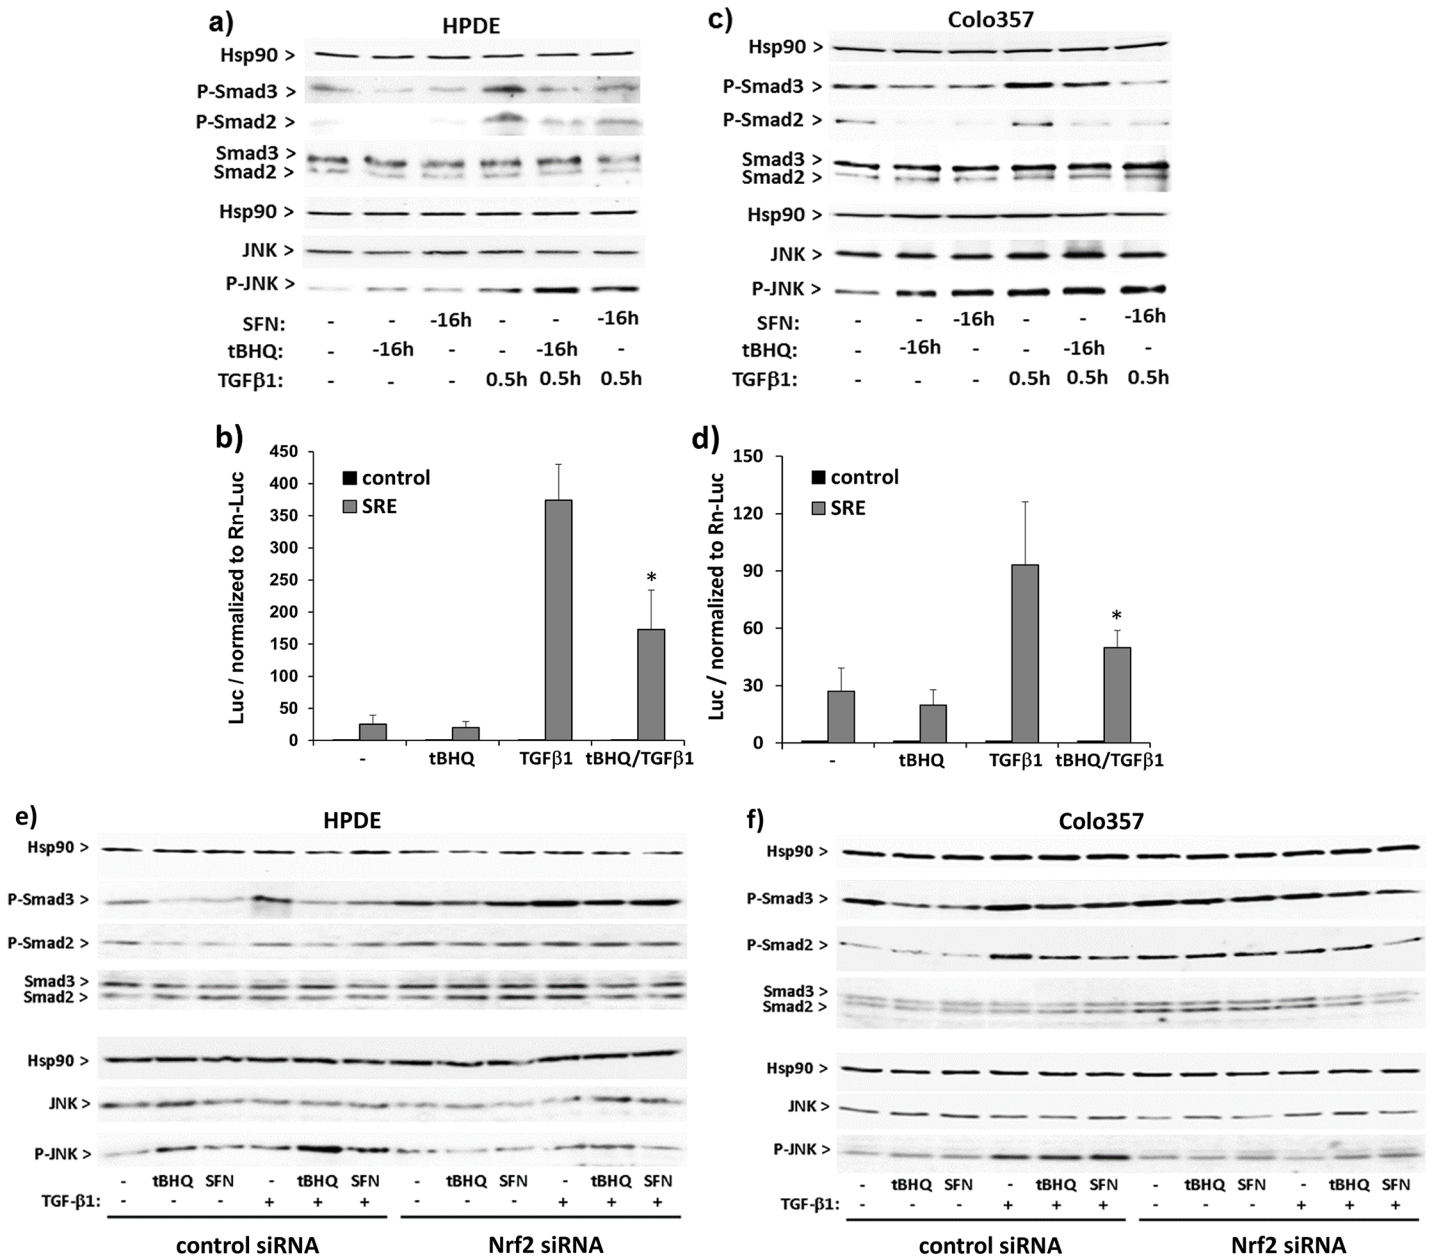 a)
HPDE
Hsp90 >
P-Smad3 >
P-Smad2 >
Smad3 >
Smad2 >
Hsp90 >
JNK >
P-JNK >
SFN: - - -16h - - -16h
tBHQ: - -16h - - -16h -
TGFβ1: - - - 0.5h 0.5h 0.5h
c)
Colo357
Hsp90 >
P-Smad3 >
P-Smad2 >
Smad3 >
Smad2 >
Hsp90 >
JNK >
P-JNK >
SFN: - - -16h - - -16h
tBHQ: - -16h - - -16h -
TGFβ1: - - - 0.5h 0.5h 0.5h
b)
Luc / normalized to Rn-Luc
450
400
350
300
250
200
150
100
50
0
control
SRE
*
- tBHQ TGFβ1 tBHQ/TGFβ1
d)
Luc / normalized to Rn-Luc
150
120
90
60
30
0
control
SRE
*
- tBHQ TGFβ1 tBHQ/TGFβ1
e)
HPDE
Hsp90 >
P-Smad3 >
P-Smad2 >
Smad3 >
Smad2 >
Hsp90 >
JNK >
P-JNK >
- tBHQ SFN - tBHQ SFN - tBHQ SFN - tBHQ SFN
TGF-β1: - - - + + + - - - + + +
control siRNA Nrf2 siRNA
f)
Colo357
Hsp90 >
P-Smad3 >
P-Smad2 >
Smad3 >
Smad2 >
Hsp90 >
JNK >
P-JNK >
- tBHQ SFN - tBHQ SFN - tBHQ SFN - tBHQ SFN
TGF-β1: - - - + + + - - - + + +
control siRNA Nrf2 siRNA